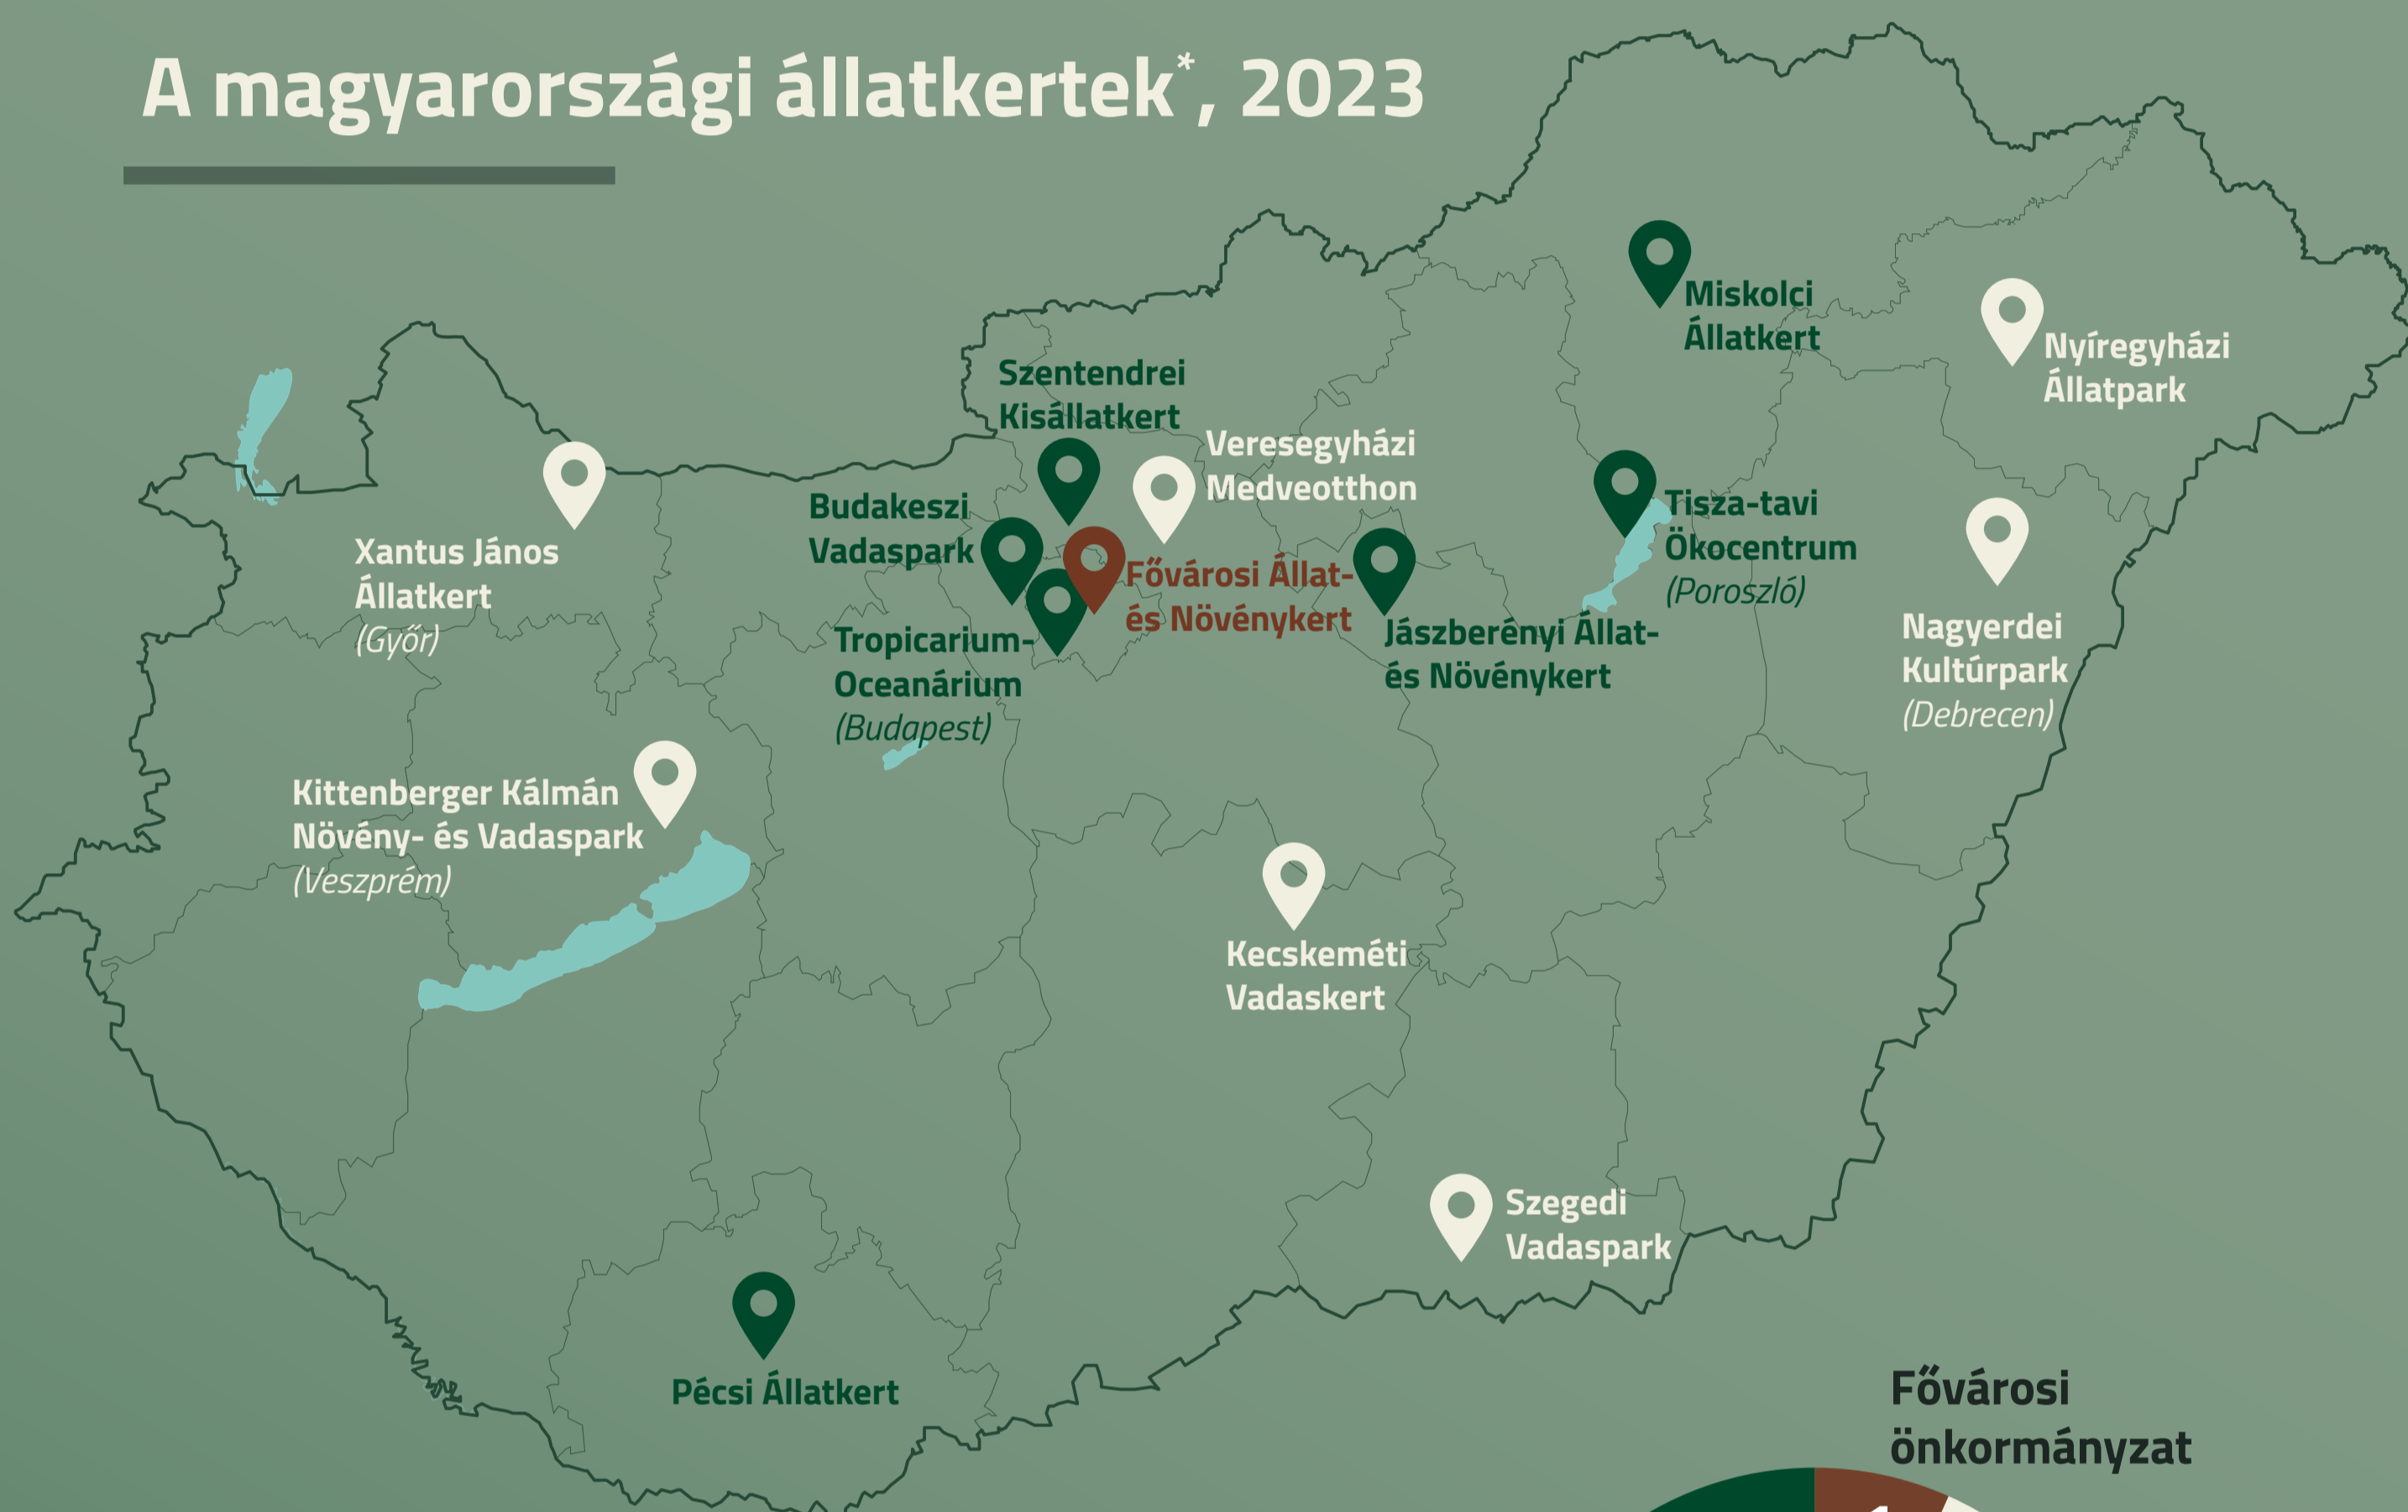 A magyarországi állatkertek*, 2023
Miskolci
Állatkert
Nyíregyházi
Állatpark
Szentendrei
Kisállatkert
Veresegyházi
Medveotthon
Budakeszi
Vadaspark
Tisza-tavi
Ökocentrum
(Poroszló)
Xantus János
Állatkert
(Győr)
Fővárosi Állat-
és Növénykert
Jászberényi Állat-
és Növénykert
Nagyerdei
Kultúrpark
(Debrecen)
Tropicarium-
Oceanárium
(Budapest)
Kittenberger Kálmán
Növény- és Vadaspark
(Veszprém)
Kecskeméti
Vadaskert
Szegedi
Vadaspark
Pécsi Állatkert
Fővárosi
önkormányzat